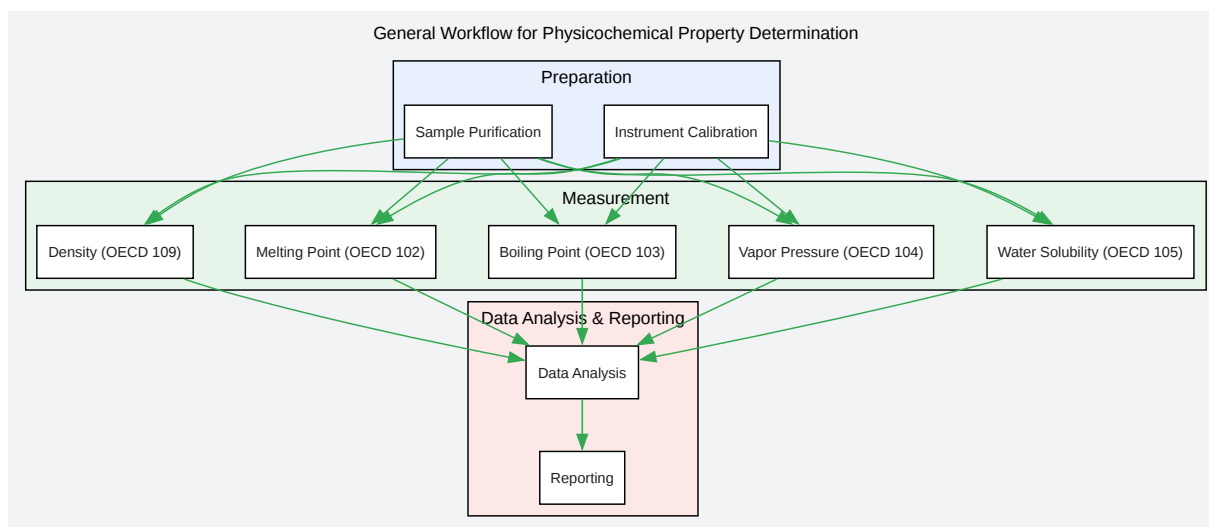 General Workflow for Physicochemical Property Determination
Preparation
Sample Purification
Instrument Calibration
Measurement
Density (OECD 109)
Melting Point (OECD 102)
Boiling Point (OECD 103)
Vapor Pressure (OECD 104)
Water Solubility (OECD 105)
Data Analysis & Reporting
Data Analysis
Reporting